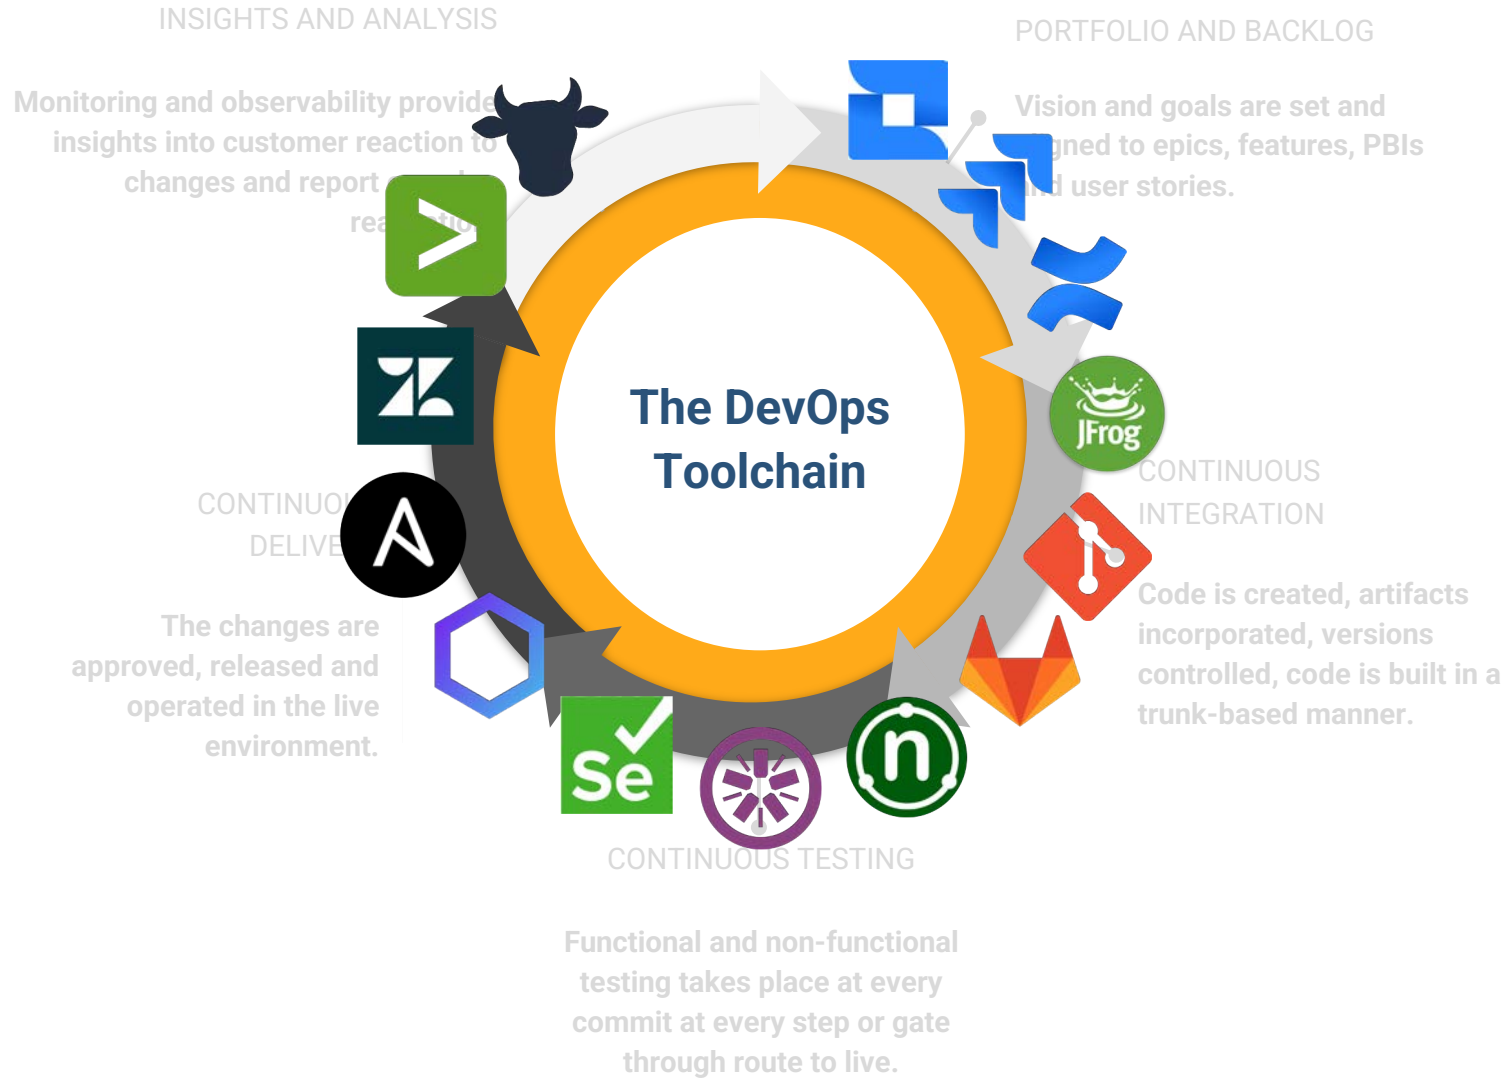 INSIGHTS AND ANALYSIS
Monitoring and observability provide
insights into customer reaction to
changes and report
PORTFOLIO AND BACKLOG
Vision and goals are set and
to epics, features, PBIs
user stories.
The DevOps
Toolchain
JFrog
CONTINUOUS
INTEGRATION
Code is created, artifacts
incorporated, versions
controlled, code is built in a
trunk-based manner.
The changes are
approved, released and
operated in the live
environment.
Se
n
CONTINUOUS TESTING
Functional and non-functional
testing takes place at every
commit at every step or gate
through route to live.